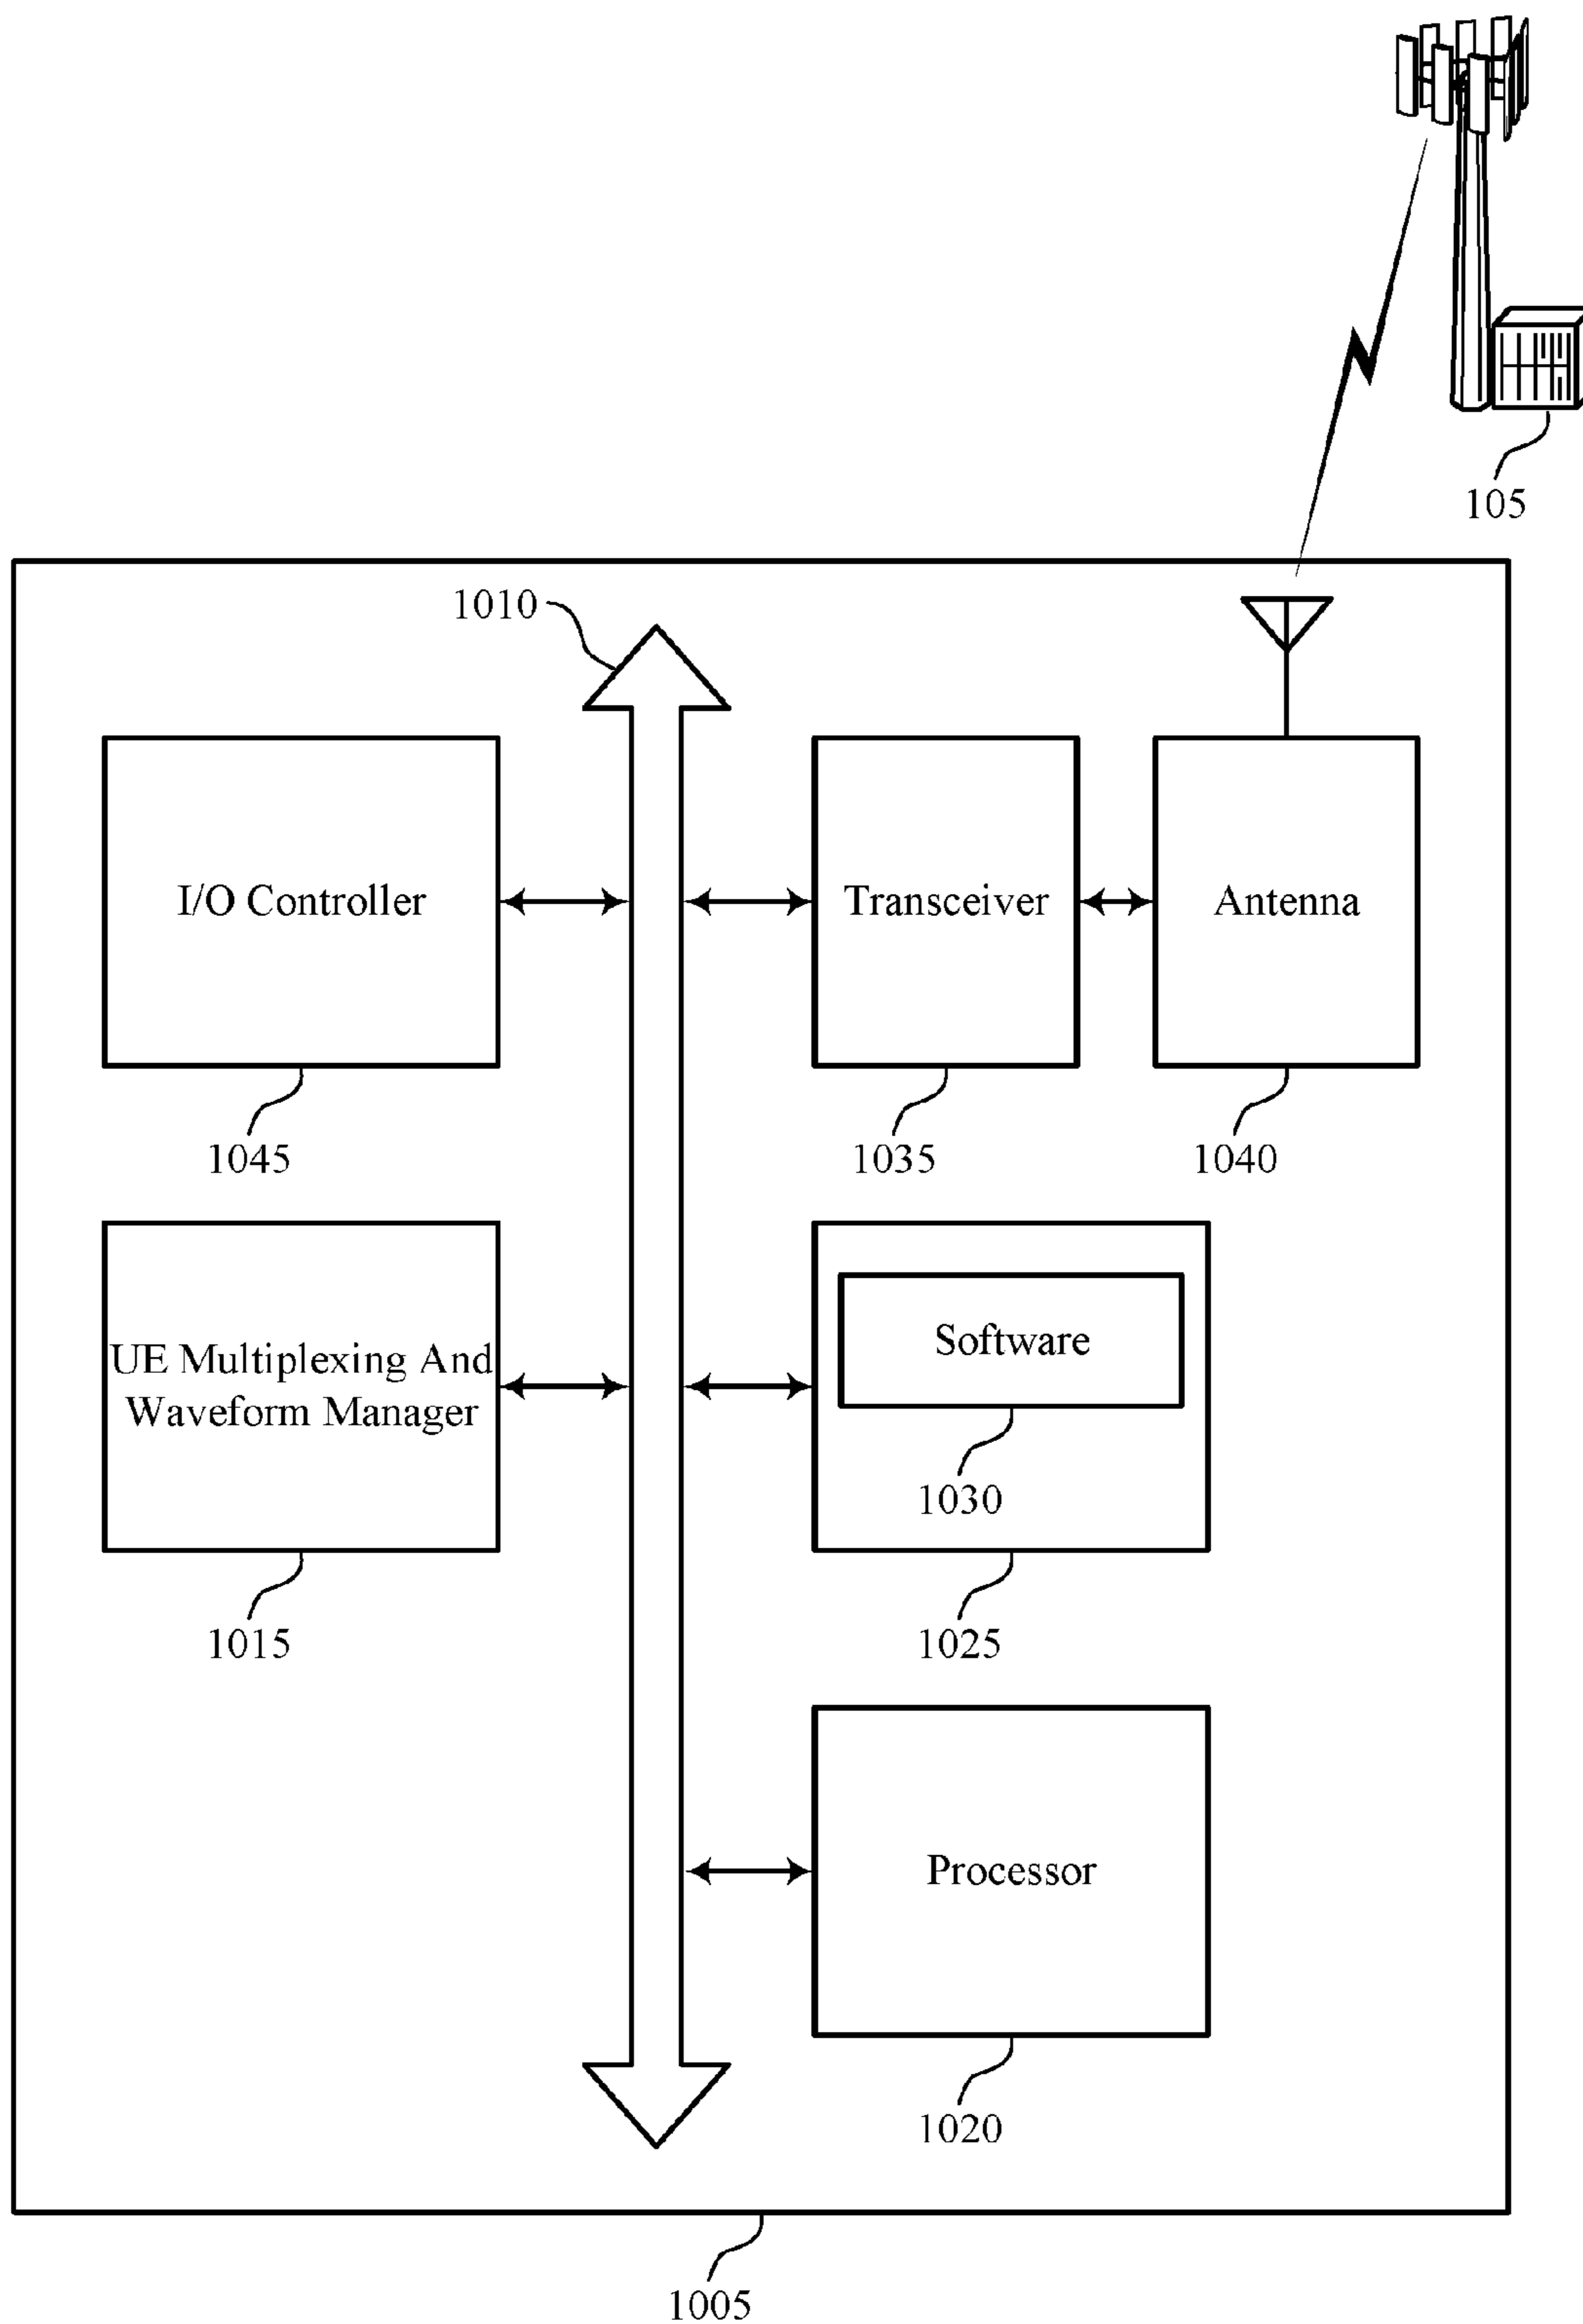 105
1010
I/O Controller
Transceiver
Antenna
1045
1035
1040
UE Multiplexing And
Waveform Manager
Software
1030
1015
1025
Processor
1020
1005